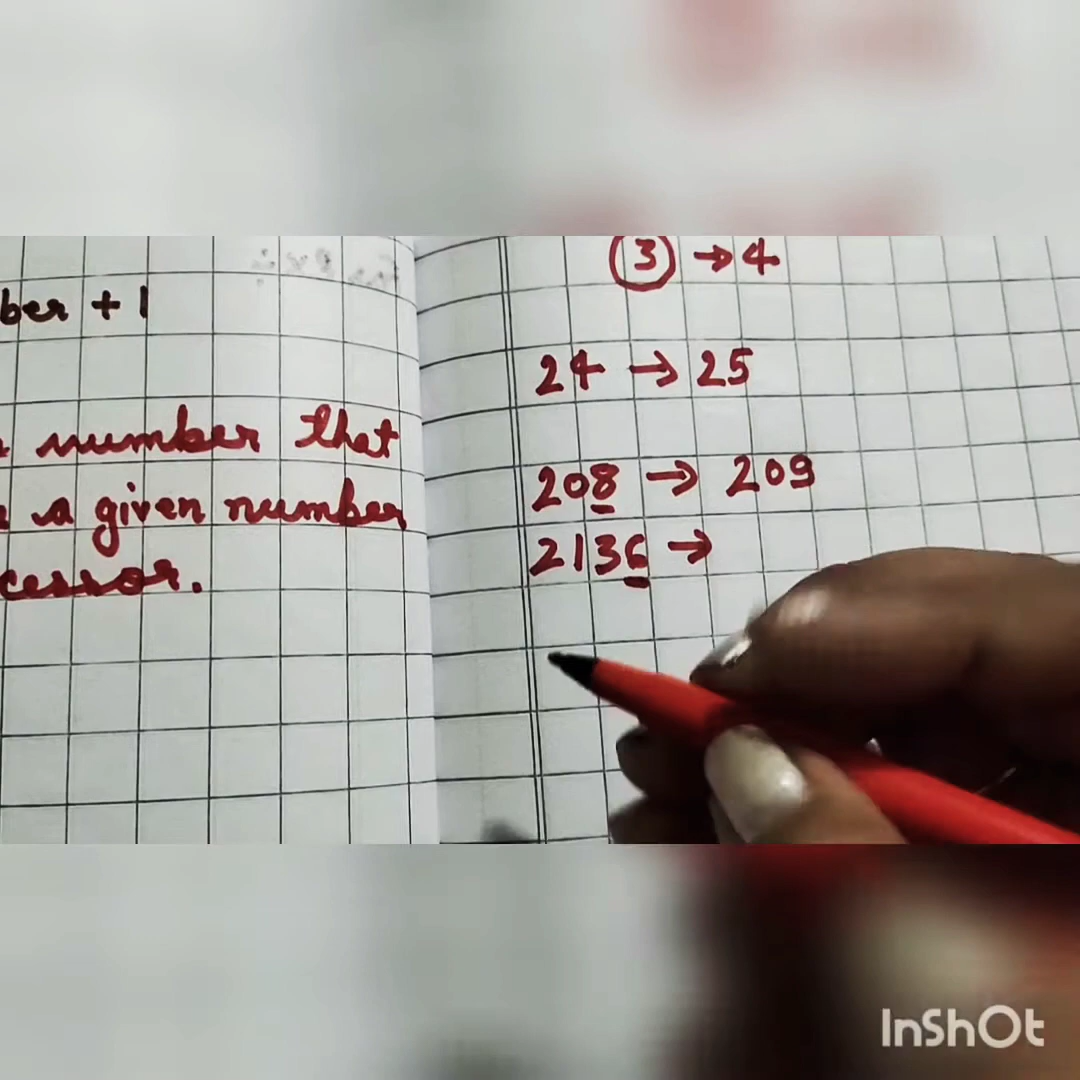 ber + 1
number that
a given number
cessor.
3 → 4
24 → 25
208 → 209
2136 →
InShOt